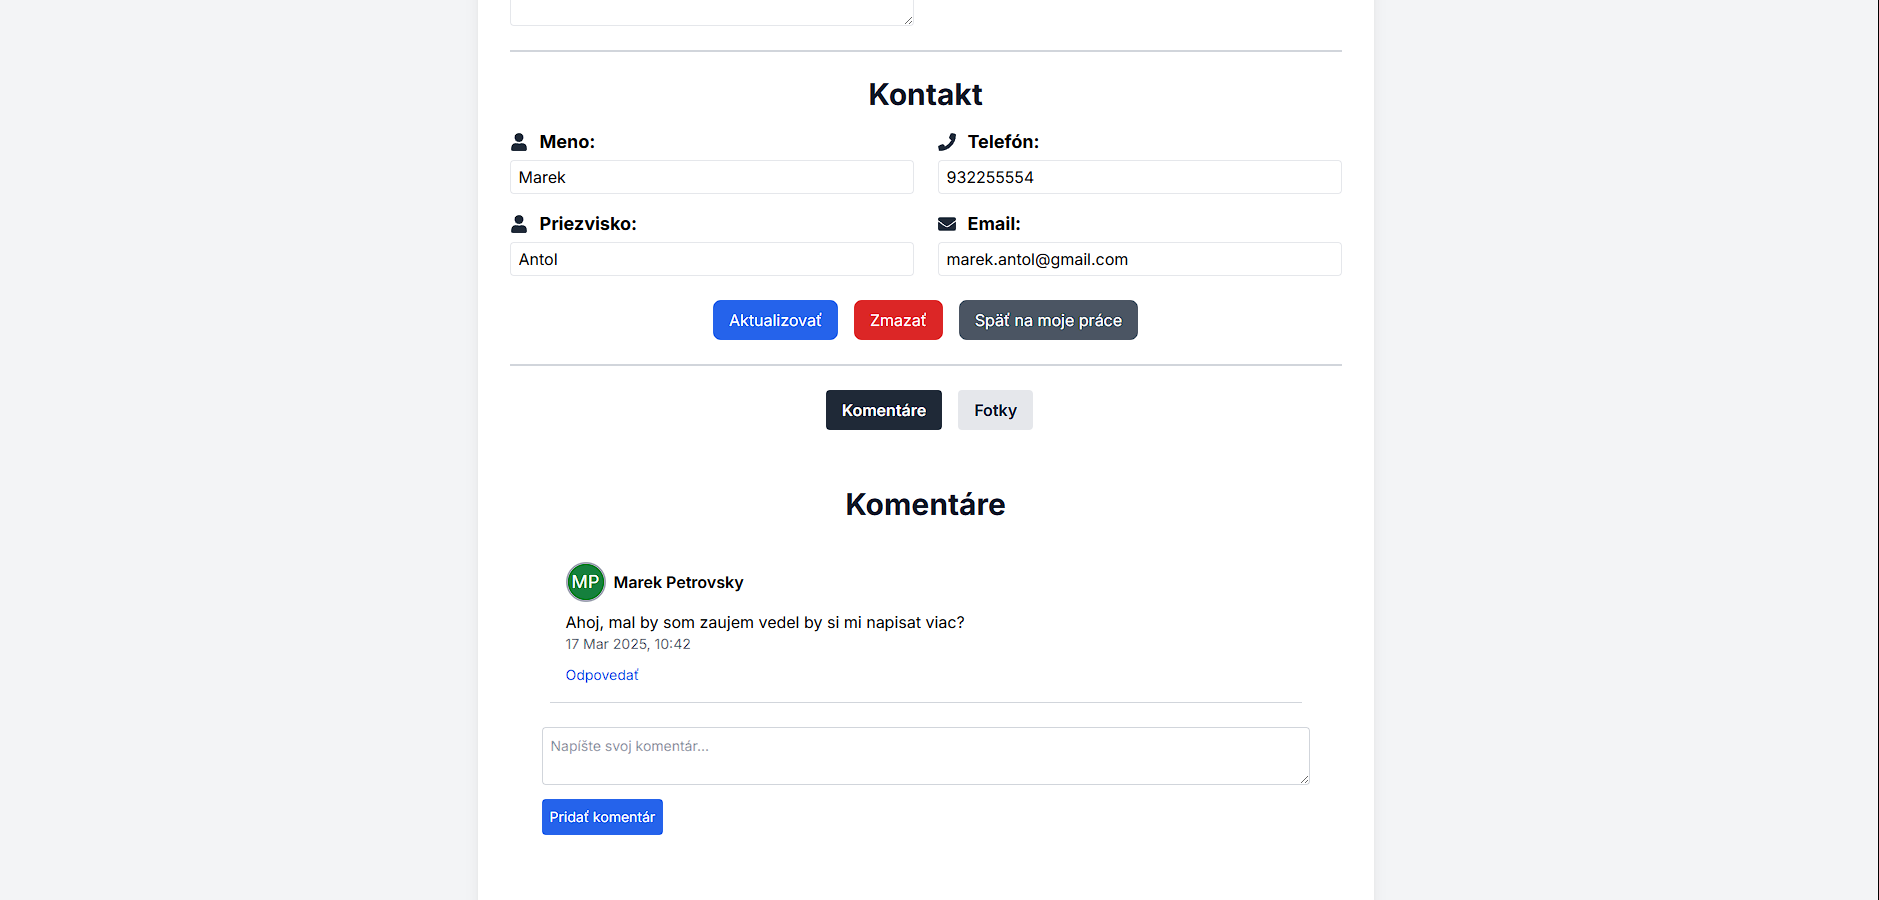 Kontakt
Meno:
Telefón:
Marek
932255554
Priezvisko:
Email:
Antol
marek.antol@gmail.com
Aktualizovať
Zmazať
Späť na moje práce
Komentáre
Fotky
Komentáre
MP
Marek Petrovsky
Ahoj, mal by som zaujem vedel by si mi napisat viac?
17 Mar 2025, 10:42
Odpovedať
Napíšte svoj komentár...
Pridať komentár